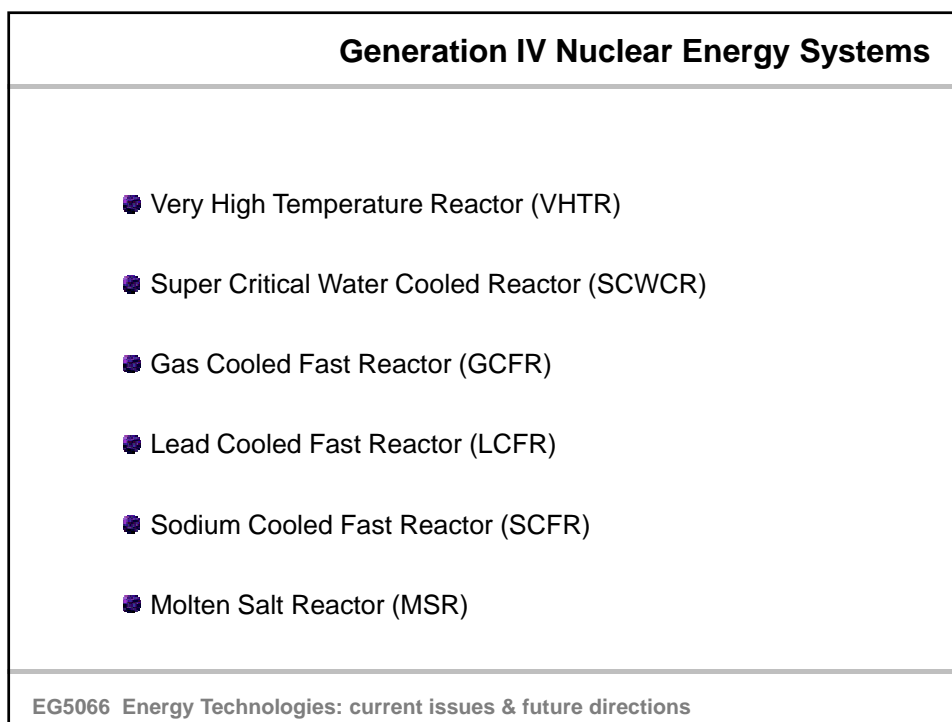 Generation IV Nuclear Energy Systems
Very High Temperature Reactor (VHTR)
Super Critical Water Cooled Reactor (SCWCR)
Gas Cooled Fast Reactor (GCFR)
Lead Cooled Fast Reactor (LCFR)
Sodium Cooled Fast Reactor (SCFR)
Molten Salt Reactor (MSR)
EG5066 Energy Technologies: current issues & future directions